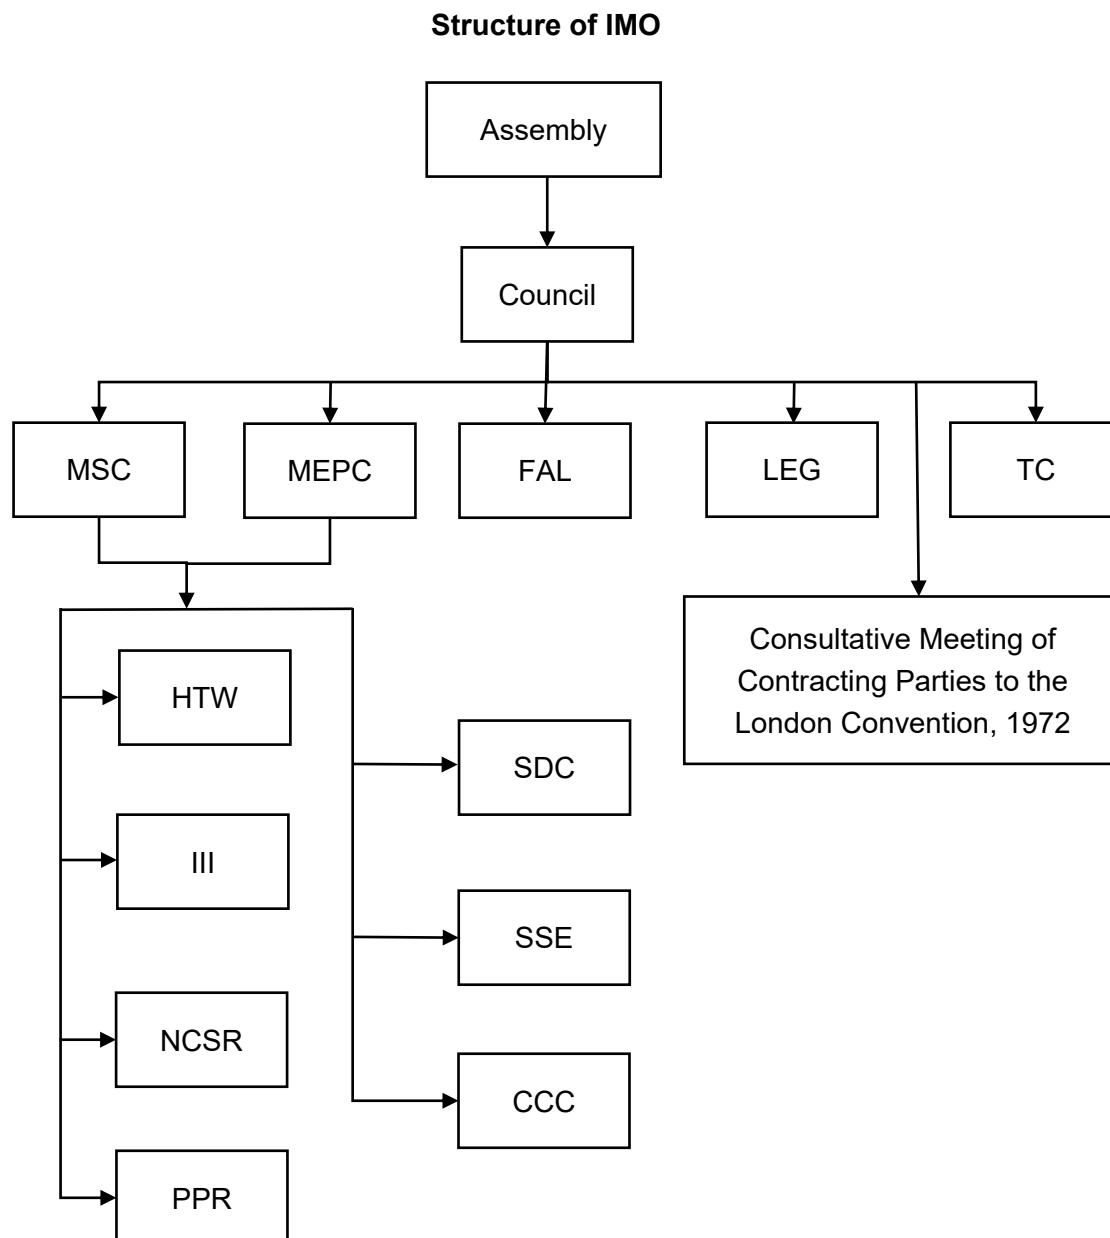 Structure of IMO
Assembly
Council
MSC
MEPC
FAL
LEG
TC
Consultative Meeting of
Contracting Parties to the
London Convention, 1972
HTW
III
NCSR
PPR
SDC
SSE
CCC